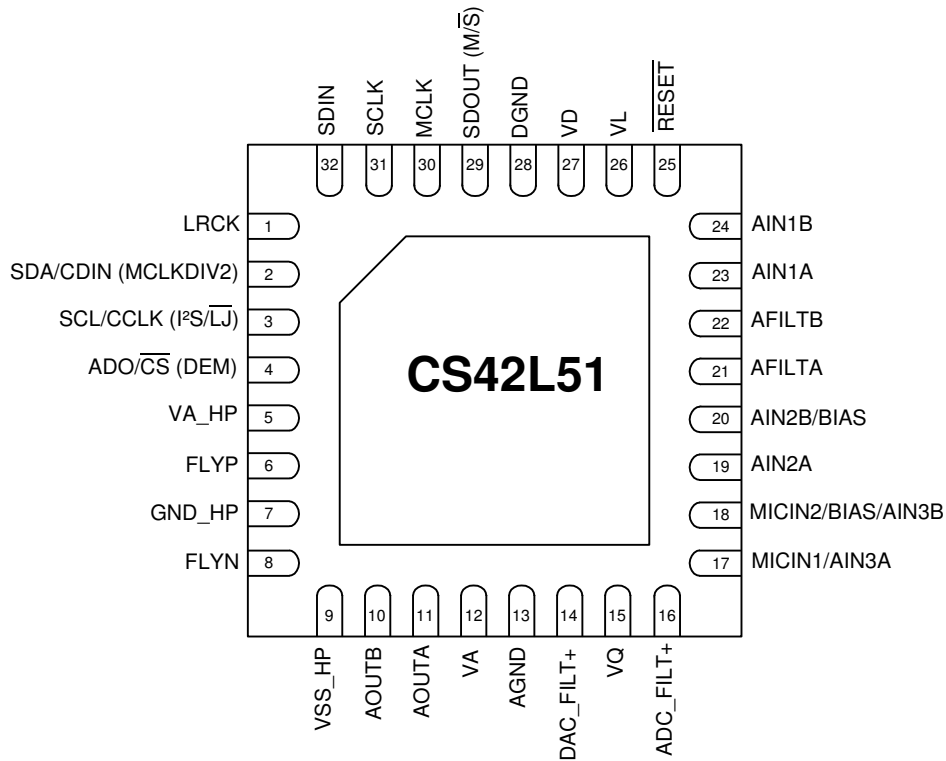 SDIN
SCLK
MCLK
SDOUT (M/S̅)
DGND
VD
VL
R̅E̅S̅E̅T̅
32
31
30
29
28
27
26
25
LRCK 1
SDA/CDIN (MCLKDIV2) 2
SCL/CCLK (I²S/L̅J̅) 3
ADO/C̅S̅ (DEM) 4
VA_HP 5
FLYP 6
GND_HP 7
FLYN 8
CS42L51
24 AIN1B
23 AIN1A
22 AFILTB
21 AFILTA
20 AIN2B/BIAS
19 AIN2A
18 MICIN2/BIAS/AIN3B
17 MICIN1/AIN3A
9
10
11
12
13
14
15
16
VSS_HP
AOUTB
AOUTA
VA
AGND
DAC_FILT+
VQ
ADC_FILT+